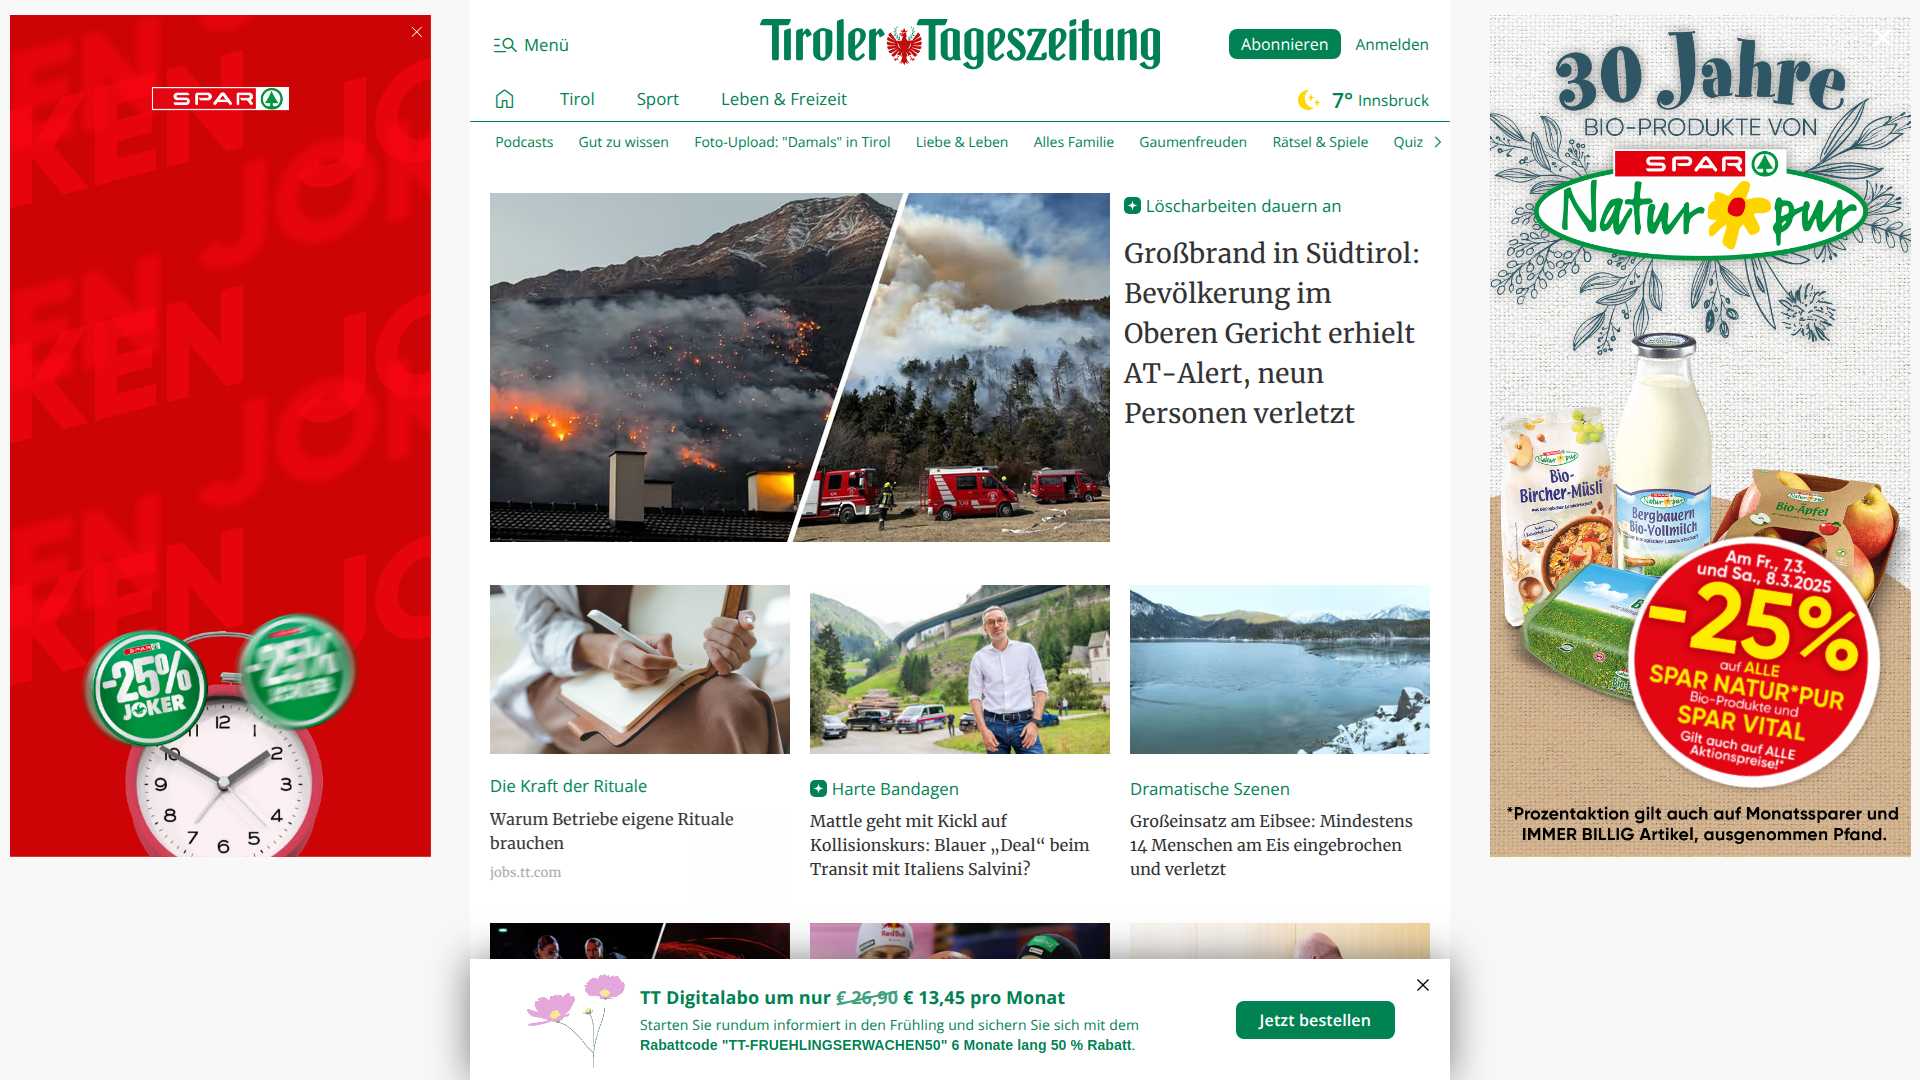 Menü
Tiroler Tageszeitung
Abonnieren
Anmelden
Tirol
Sport
Leben & Freizeit
7° Innsbruck
Podcasts
Gut zu wissen
Foto-Upload: "Damals" in Tirol
Liebe & Leben
Alles Familie
Gaumenfreuden
Rätsel & Spiele
Quiz
Löscharbeiten dauern an
Großbrand in Südtirol:
Bevölkerung im
Oberen Gericht erhielt
AT-Alert, neun
Personen verletzt
Die Kraft der Rituale
Warum Betriebe eigene Rituale
brauchen
jobs.tt.com
Harte Bandagen
Mattle geht mit Kickl auf
Kollisionskurs: Blauer „Deal“ beim
Transit mit Italiens Salvini?
Dramatische Szenen
Großeinsatz am Eibsee: Mindestens
14 Menschen am Eis eingebrochen
und verletzt
TT Digitalabo um nur € 26,90 € 13,45 pro Monat
Starten Sie rundum informiert in den Frühling und sichern Sie sich mit dem
Rabattcode "TT-FRUEHLINGSERWACHEN50" 6 Monate lang 50 % Rabatt.
Jetzt bestellen
SPAR
-25%
JOKER
-25%
JOKER
12
11
10
9
8
7
6
5
4
3
2
30 Jahre
BIO-PRODUKTE VON
SPAR
Natur pur
Bio-
Bircher-Müsli
Bergbauern
Bio-Vollmilch
Bio-Äpfel
Am Fr., 7.3.
und Sa., 8.3.2025
-25%
auf ALLE
SPAR NATUR*PUR
Bio-Produkte und
SPAR VITAL
Gilt auch auf ALLE
Aktionspreise!*
*Prozentaktion gilt auch auf Monatssparer und
IMMER BILLIG Artikel, ausgenommen Pfand.